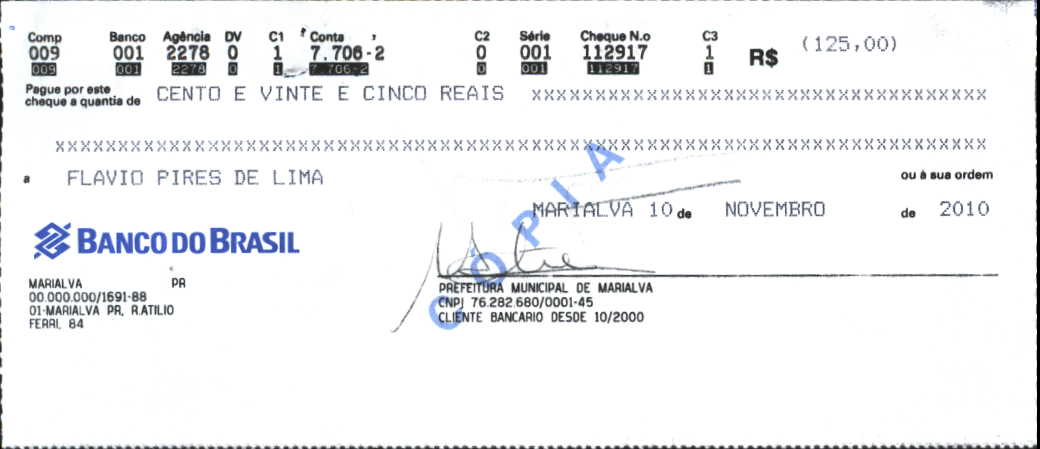 Comp Banco Agência DV C1 Conta C2 Série Cheque N.o C3
009 001 2278 0 1 7.706-2 0 001 112917 1 R$ (125,00)
009 001 2278 0 1 7.706-2 0 001 112917 1
Pague por este
cheque a quantia de CENTO E VINTE E CINCO REAIS xxxxxxxxxxxxxxxxxxxxxxxxxxxxxxxxxxxxxx
xxxxxxxxxxxxxxxxxxxxxxxxxxxxxxxxxxxxxxxxxxxxxxxxxxxxxxxxxxxxxxxxxxxxxxxxxx
a FLAVIO PIRES DE LIMA ou à sua ordem
MARIALVA 10 de NOVEMBRO de 2010
BANCO DO BRASIL
CÓPIA
MARIALVA PR
00.000.000/1691-88
01-MARIALVA PR, R.ATILIO
FERRI, 84
PREFEITURA MUNICIPAL DE MARIALVA
CNPJ 76.282.680/0001-45
CLIENTE BANCARIO DESDE 10/2000